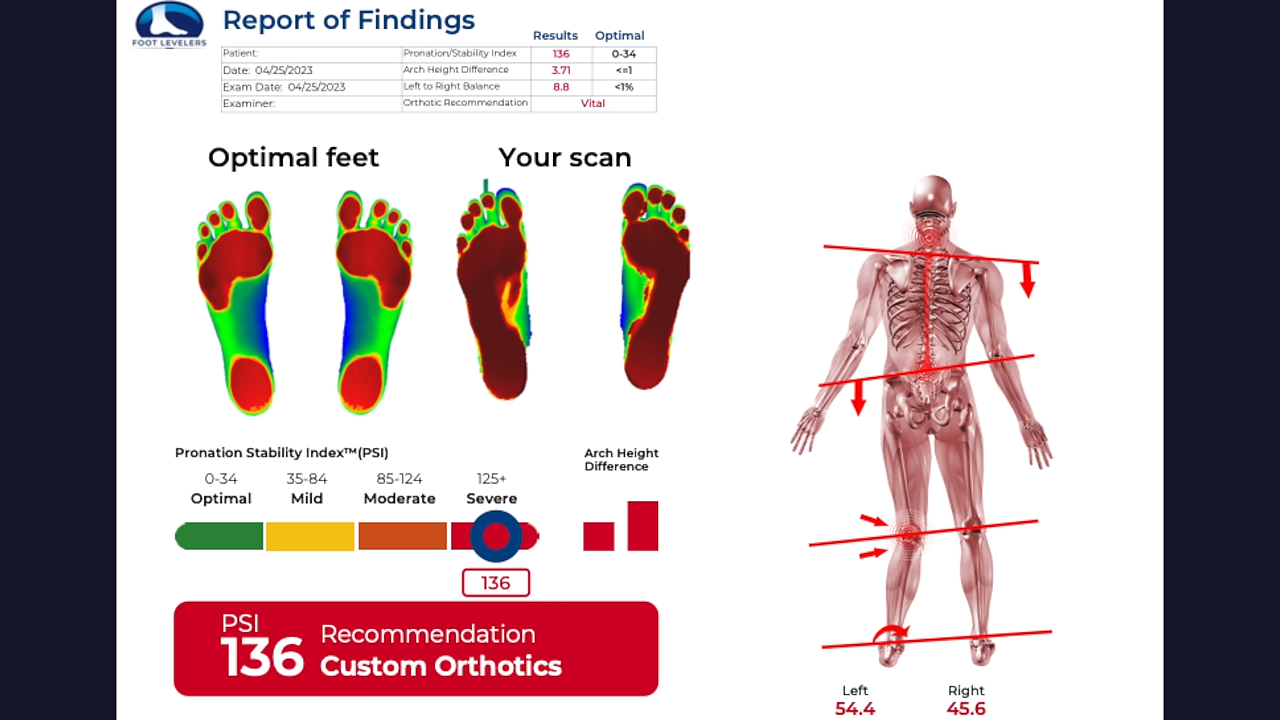 FOOT LEVELERS
Report of Findings
Results Optimal
Patient: Pronation/Stability Index 136 0-34
Date: 04/25/2023 Arch Height Difference 3.71 <=1
Exam Date: 04/25/2023 Left to Right Balance 8.8 <1%
Examiner: Orthotic Recommendation Vital
Optimal feet Your scan
Pronation Stability Index™(PSI)
0-34 35-84 85-124 125+
Optimal Mild Moderate Severe
136
Arch Height
Difference
PSI
136
Recommendation
Custom Orthotics
Left Right
54.4 45.6